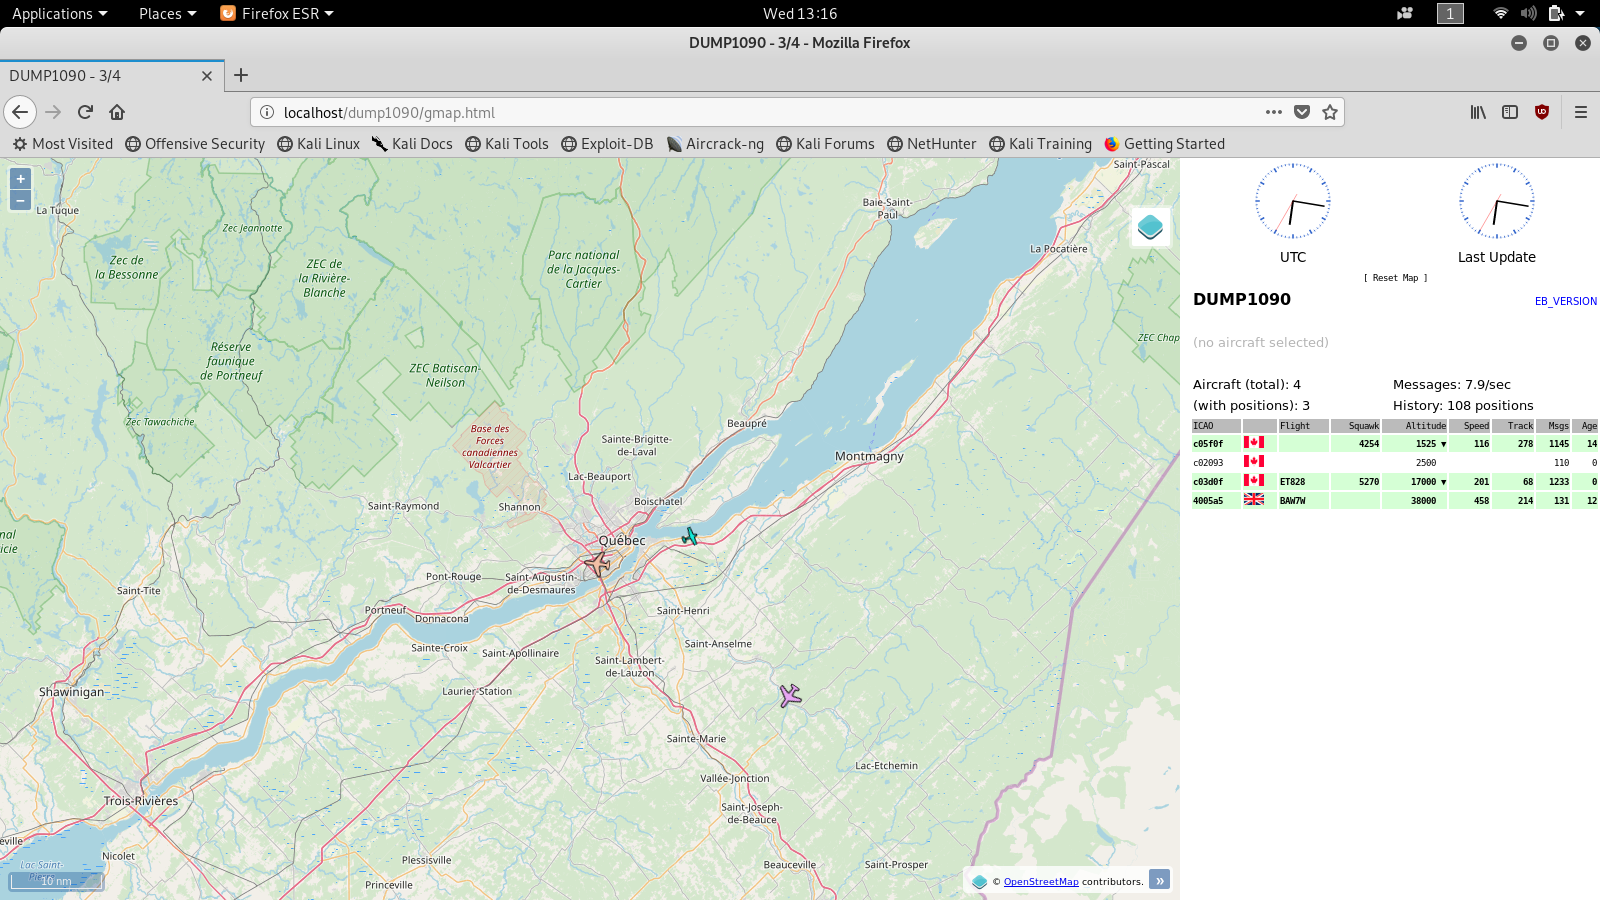 Applications Places Firefox ESR Wed 13:16 1
DUMP1090 - 3/4 - Mozilla Firefox
DUMP1090 - 3/4
localhost/dump1090/gmap.html
Most Visited Offensive Security Kali Linux Kali Docs Kali Tools Exploit-DB Aircrack-ng Kali Forums NetHunter Kali Training Getting Started
+
−
La Tuque
Zec Jeannotte
Zec de
la Bessonne
ZEC de
la Rivière-
Blanche
Parc national
de la Jacques-
Cartier
Baie-Saint-
Paul
Saint-Pascal
La Pocatière
Réserve
faunique
de Portneuf
ZEC Batiscan-
Neilson
ZEC Chap
Zec Tawachiche
Base des
Forces
canadiennes
Valcartier
Sainte-Brigitte-
de-Laval
Beaupré
Montmagny
Lac-Beauport
Saint-Raymond
Shannon
Boischatel
nal
icie
Québec
Pont-Rouge
Saint-Augustin-
de-Desmaures
Saint-Tite
Portneuf
Donnacona
Saint-Henri
Sainte-Croix
Saint-Apollinaire
Saint-Anselme
Saint-Lambert-
de-Lauzon
Shawinigan
Laurier-Station
Sainte-Marie
Vallée-Jonction
Lac-Etchemin
Trois-Rivières
Saint-Joseph-
de-Beauce
eville
Lac Saint-
Nicolet
Plessisville
Beauceville
Saint-Prosper
Princeville
10 nm
© OpenStreetMap contributors. »
UTC Last Update
[ Reset Map ]
DUMP1090 EB_VERSION
(no aircraft selected)
Aircraft (total): 4 Messages: 7.9/sec
(with positions): 3 History: 108 positions
ICAO Flight Squawk Altitude Speed Track Msgs Age
c05f0f 4254 1525 ▼ 116 278 1145 14
c02093 2500 110 0
c03d0f ET828 5270 17000 ▼ 201 68 1233 0
4005a5 BAW7W 38000 458 214 131 12